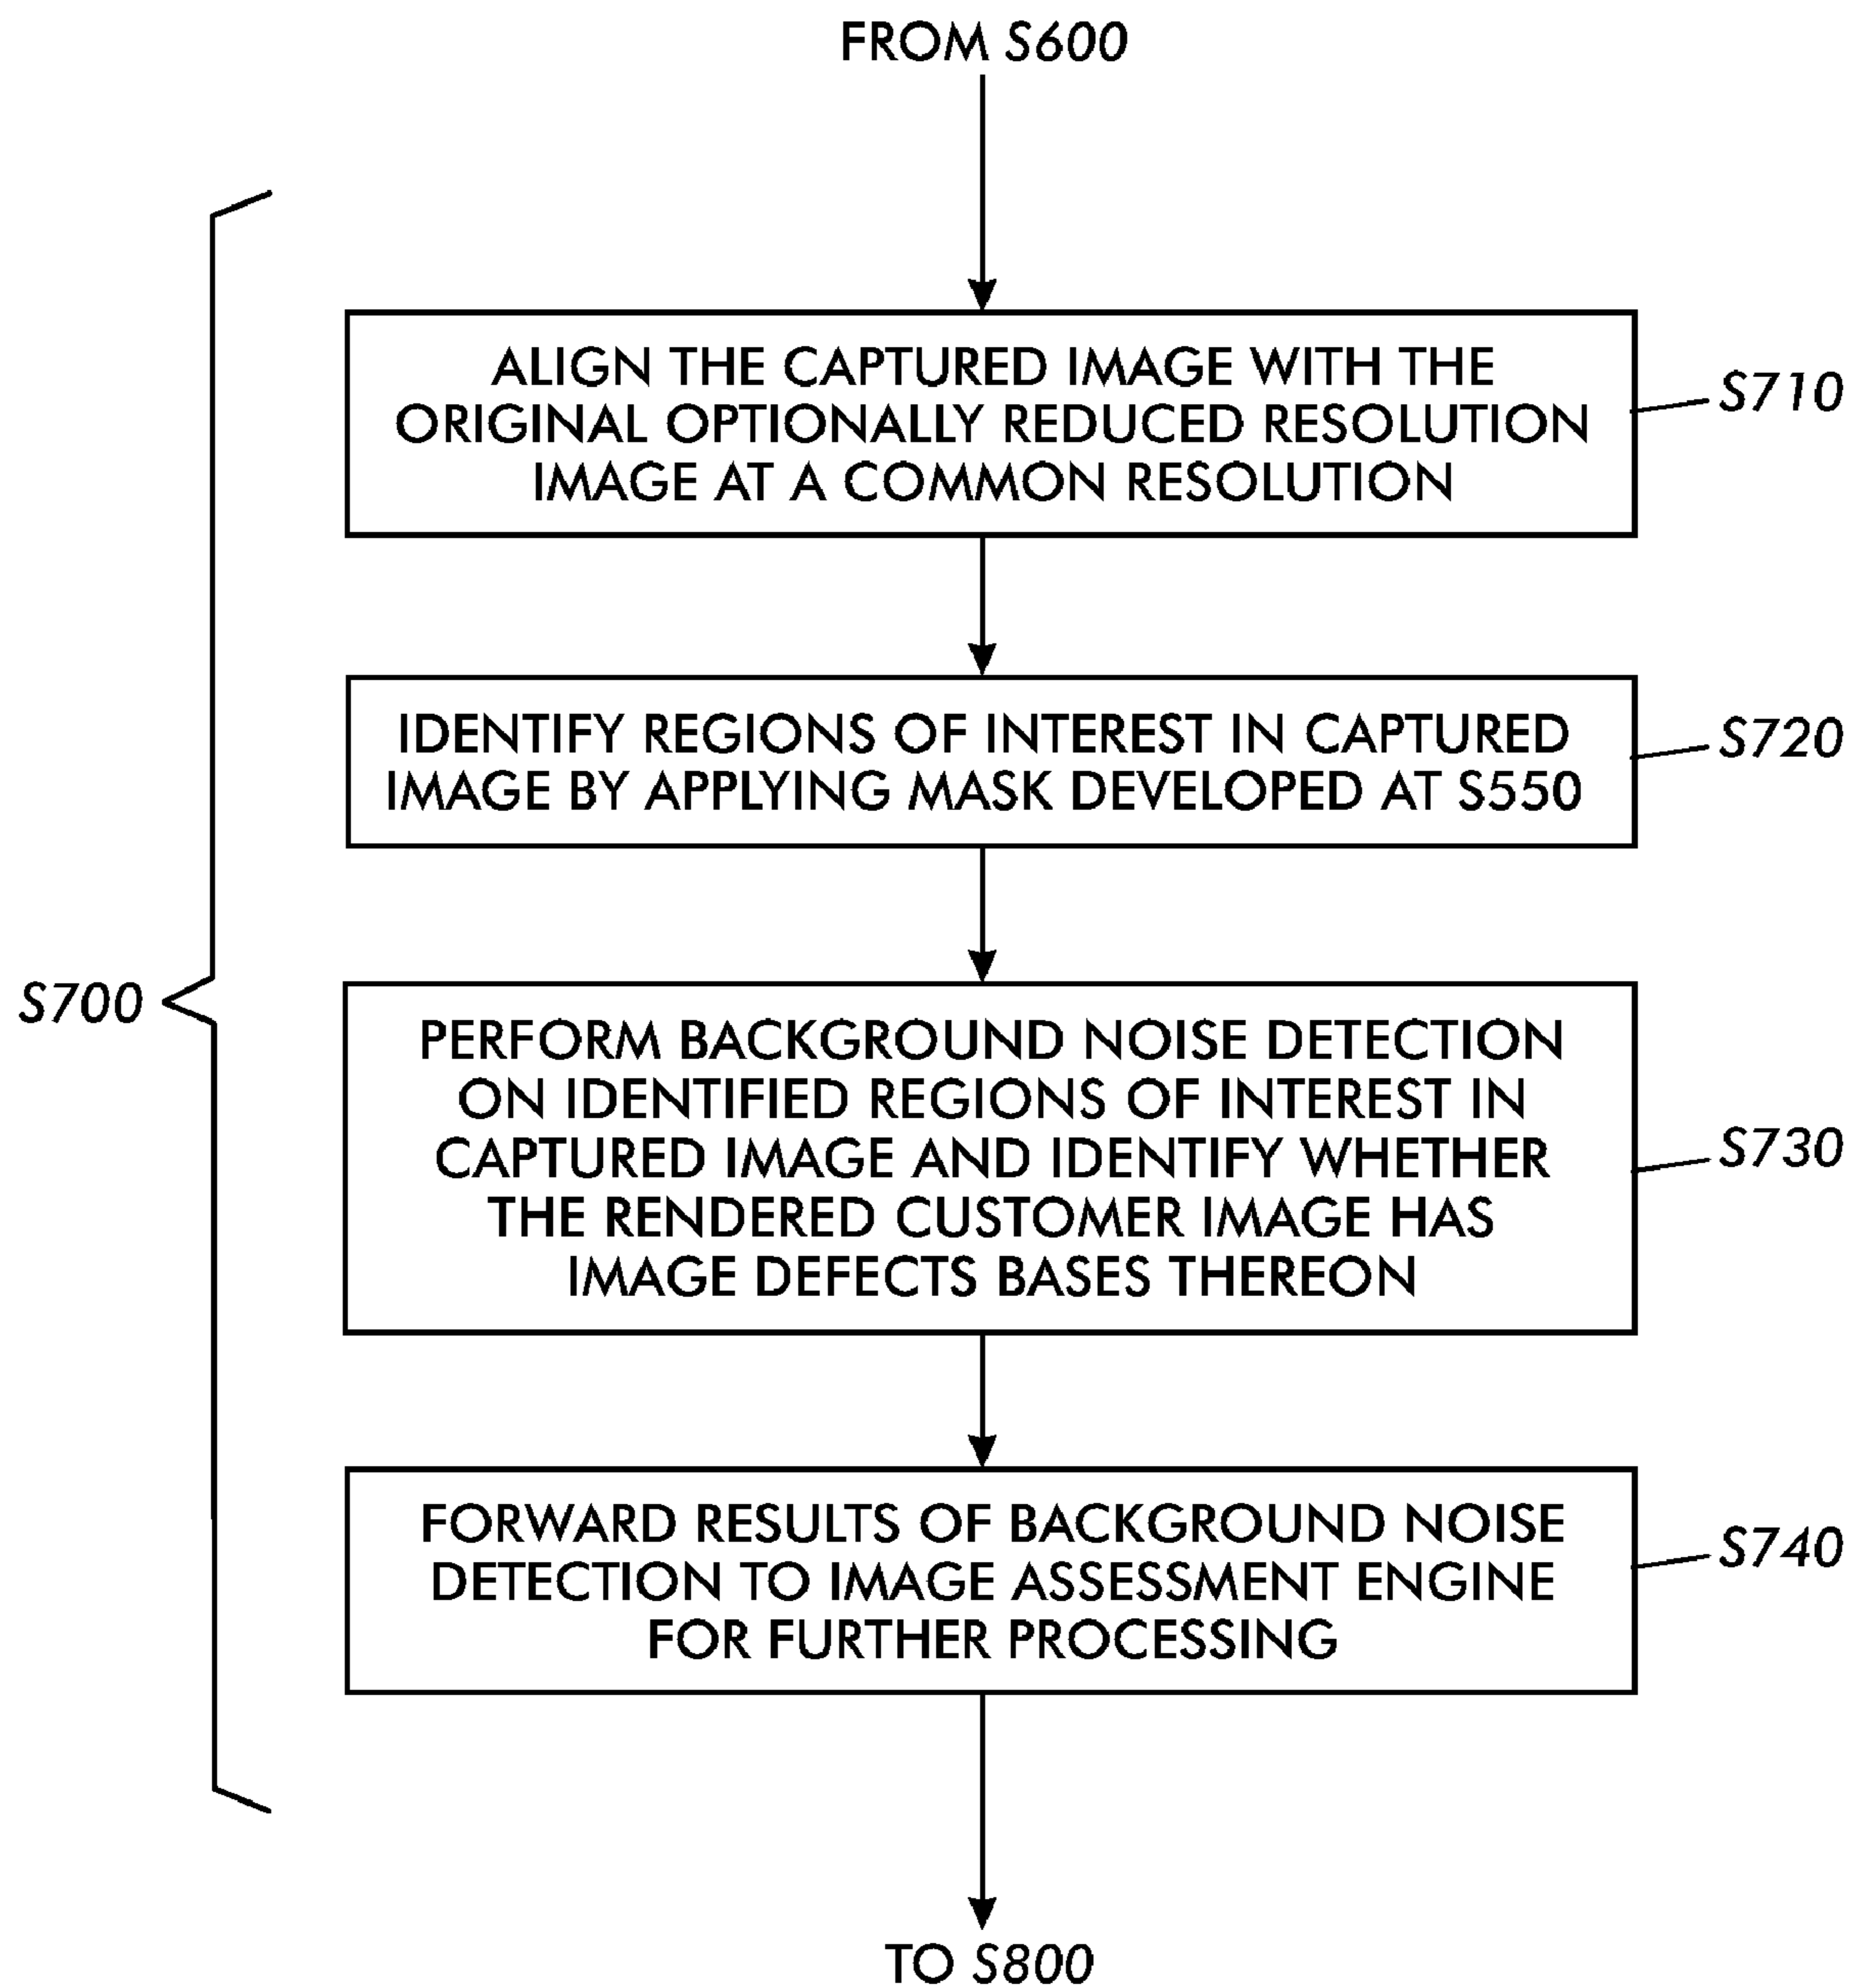 FROM S600
ALIGN THE CAPTURED IMAGE WITH THE
ORIGINAL OPTIONALLY REDUCED RESOLUTION
IMAGE AT A COMMON RESOLUTION
S710
IDENTIFY REGIONS OF INTEREST IN CAPTURED
IMAGE BY APPLYING MASK DEVELOPED AT S550
S720
S700
PERFORM BACKGROUND NOISE DETECTION
ON IDENTIFIED REGIONS OF INTEREST IN
CAPTURED IMAGE AND IDENTIFY WHETHER
THE RENDERED CUSTOMER IMAGE HAS
IMAGE DEFECTS BASES THEREON
S730
FORWARD RESULTS OF BACKGROUND NOISE
DETECTION TO IMAGE ASSESSMENT ENGINE
FOR FURTHER PROCESSING
S740
TO S800